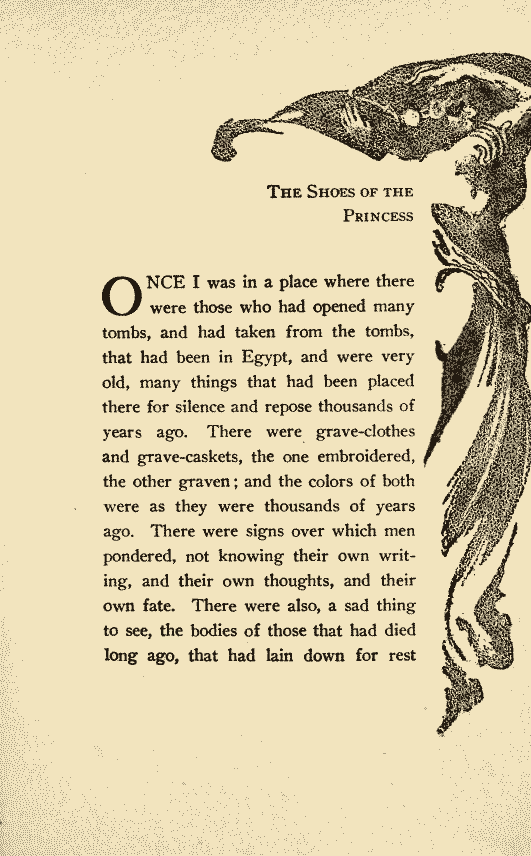 THE SHOES OF THE
PRINCESS
ONCE I was in a place where there
were those who had opened many
tombs, and had taken from the tombs,
that had been in Egypt, and were very
old, many things that had been placed
there for silence and repose thousands of
years ago. There were grave-clothes
and grave-caskets, the one embroidered,
the other graven; and the colors of both
were as they were thousands of years
ago. There were signs over which men
pondered, not knowing their own writ-
ing, and their own thoughts, and their
own fate. There were also, a sad thing
to see, the bodies of those that had died
long ago, that had lain down for rest